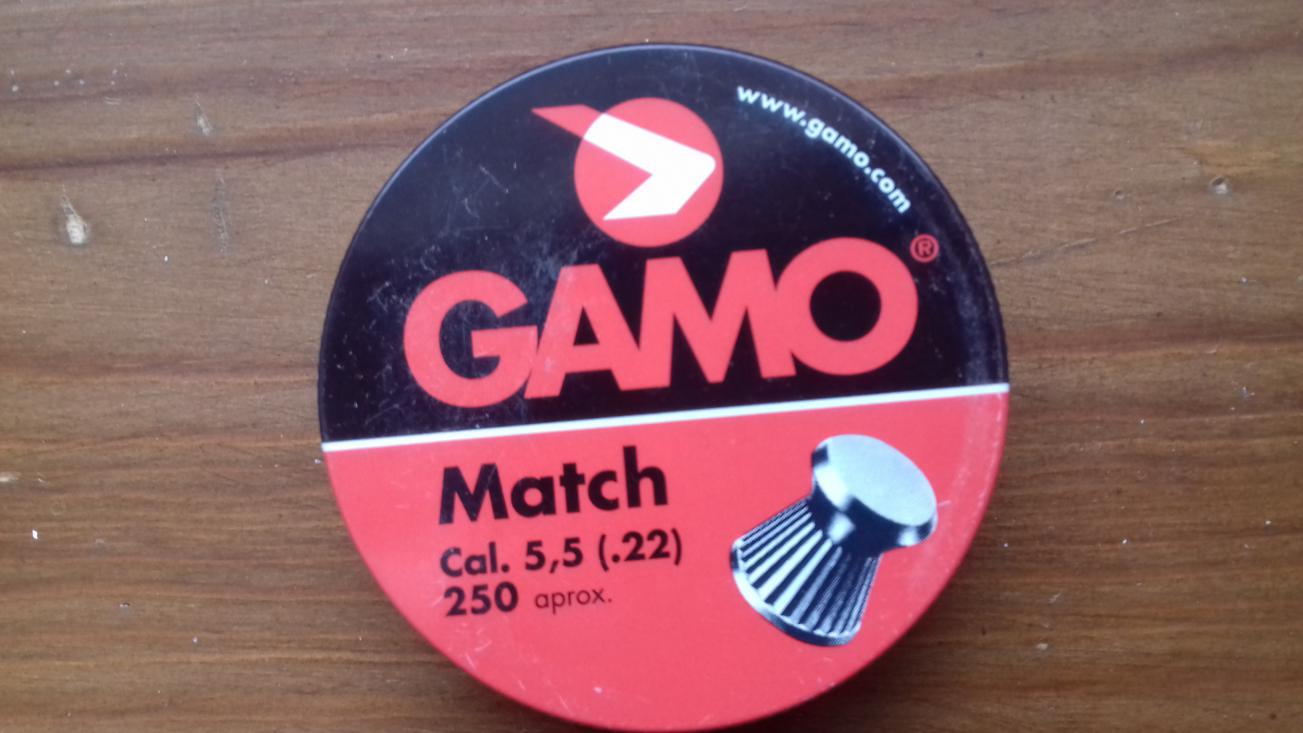 www.gamo.com
GAMO®
Match
Cal. 5,5 (.22)
250 aprox.